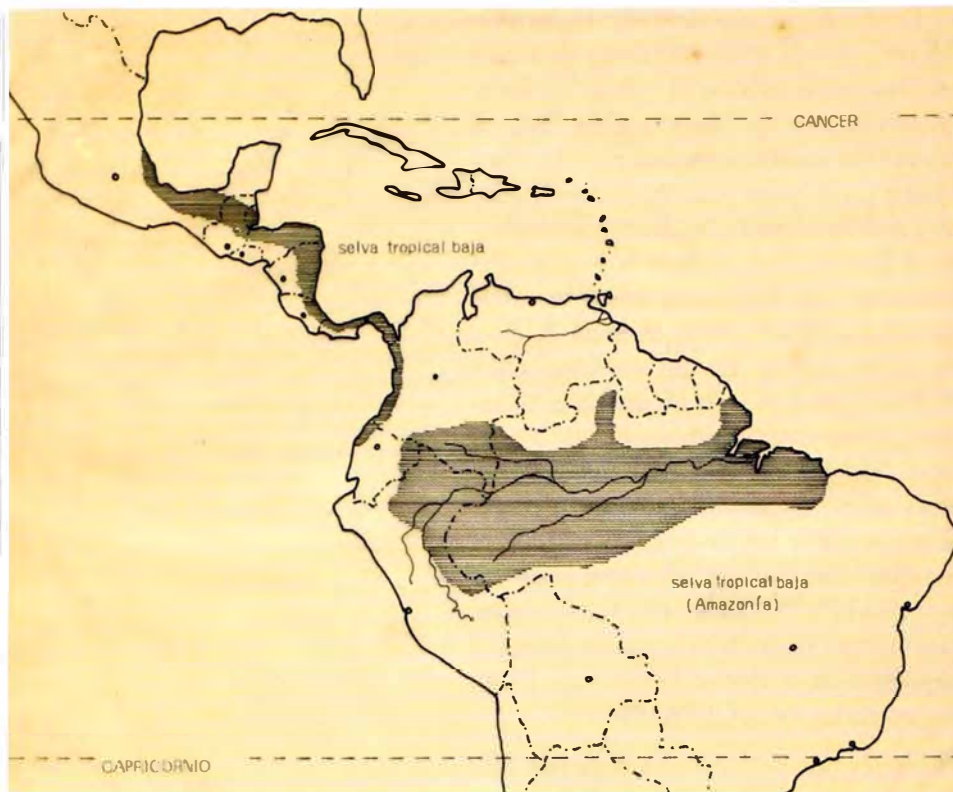 CANCER
selva tropical baja
selva tropical baja
(Amazonía)
CAPRICORNIO